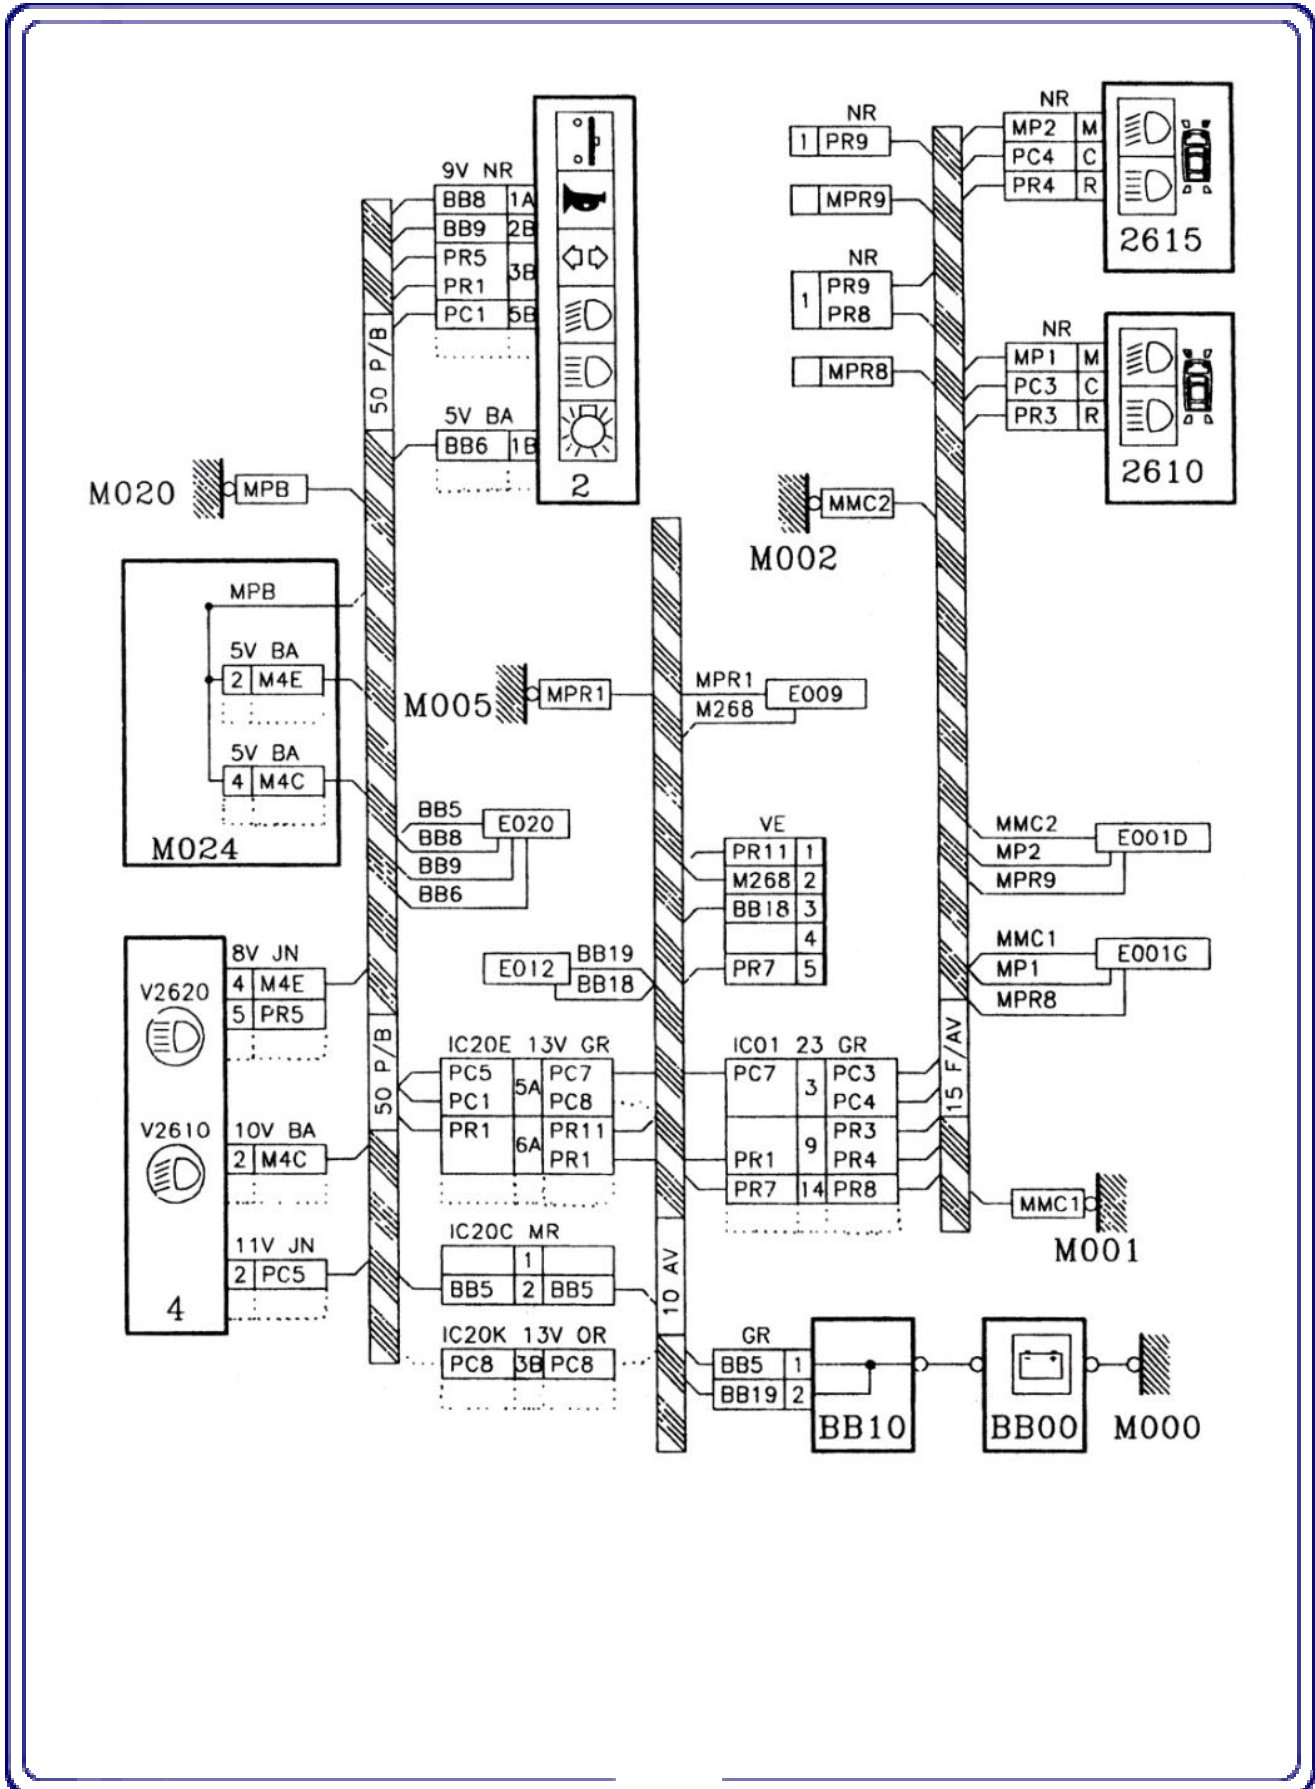 NR
1 PR9
MPR9
NR
1 PR9
PR8
MPR8
NR
MP2 M
PC4 C
PR4 R
2615
NR
MP1 M
PC3 C
PR3 R
2610
9V NR
BB8 1A
BB9 2B
PR5 3B
PR1
PC1 5B
5V BA
BB6 1B
2
50 P/B
M020 MPB
MMC2
M002
MPB
5V BA
2 M4E
5V BA
4 M4C
M024
M005 MPR1
MPR1 E009
M268
BB5 E020
BB8
BB9
BB6
VE
PR11 1
M268 2
BB18 3
4
PR7 5
MMC2 E001D
MP2
MPR9
MMC1 E001G
MP1
MPR8
E012 BB19
BB18
8V JN
V2620 4 M4E
5 PR5
V2610 10V BA
2 M4C
11V JN
2 PC5
4
50 P/B
IC20E 13V GR
PC5 5A PC7
PC1 PC8
PR1 6A PR11
PR1
IC01 23 GR
PC7 3 PC3
PC4
9 PR3
PR1 PR4
PR7 14 PR8
15 F/AV
MMC1
M001
IC20C MR
1
BB5 2 BB5
10 AV
IC20K 13V OR
PC8 3B PC8
GR
BB5 1
BB19 2
BB10
BB00
M000